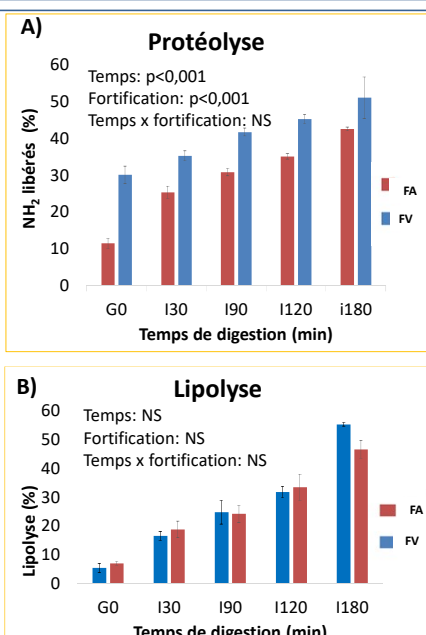 A)
Protéolyse
Temps: p<0,001
Fortification: p<0,001
Temps x fortification: NS
NH₂ libérés (%)
60
50
40
30
20
10
0
FA
FV
G0 I30 I90 I120 i180
Temps de digestion (min)
B)
Lipolyse
Temps: NS
Fortification: NS
Temps x fortification: NS
Lipolyse (%)
60
50
40
30
20
10
0
FA
FV
G0 I30 I90 I120 I180
Temps de digestion (min)